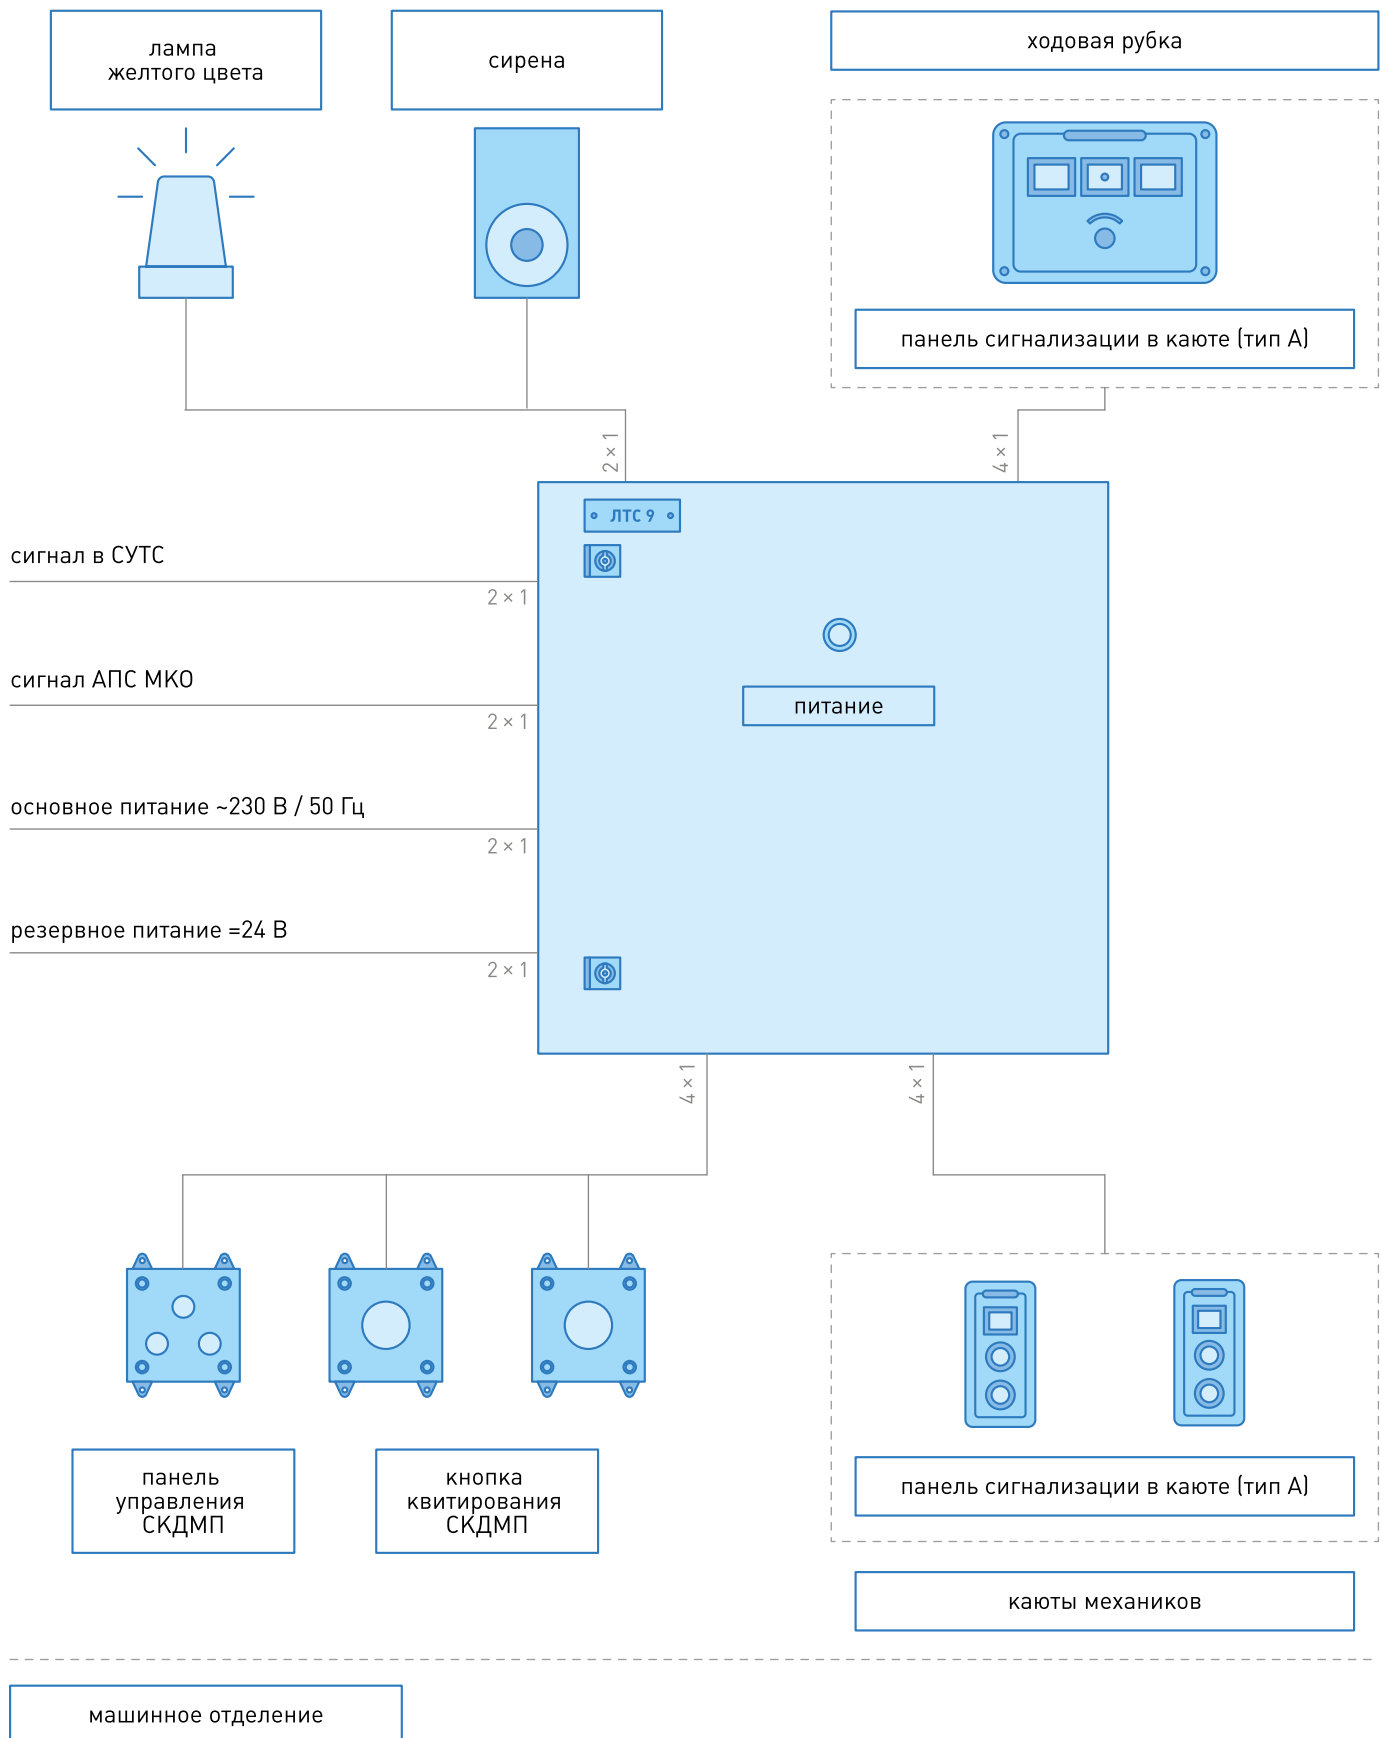 лампа
желтого цвета
сирена
ходовая рубка
панель сигнализации в каюте (тип А)
2 × 1
4 × 1
ЛТС 9
сигнал в СУТС
2 × 1
сигнал АПС МКО
2 × 1
питание
основное питание ~230 В / 50 Гц
2 × 1
резервное питание =24 В
2 × 1
4 × 1
4 × 1
панель
управления
СКДМП
кнопка
квитирования
СКДМП
панель сигнализации в каюте (тип А)
каюты механиков
машинное отделение